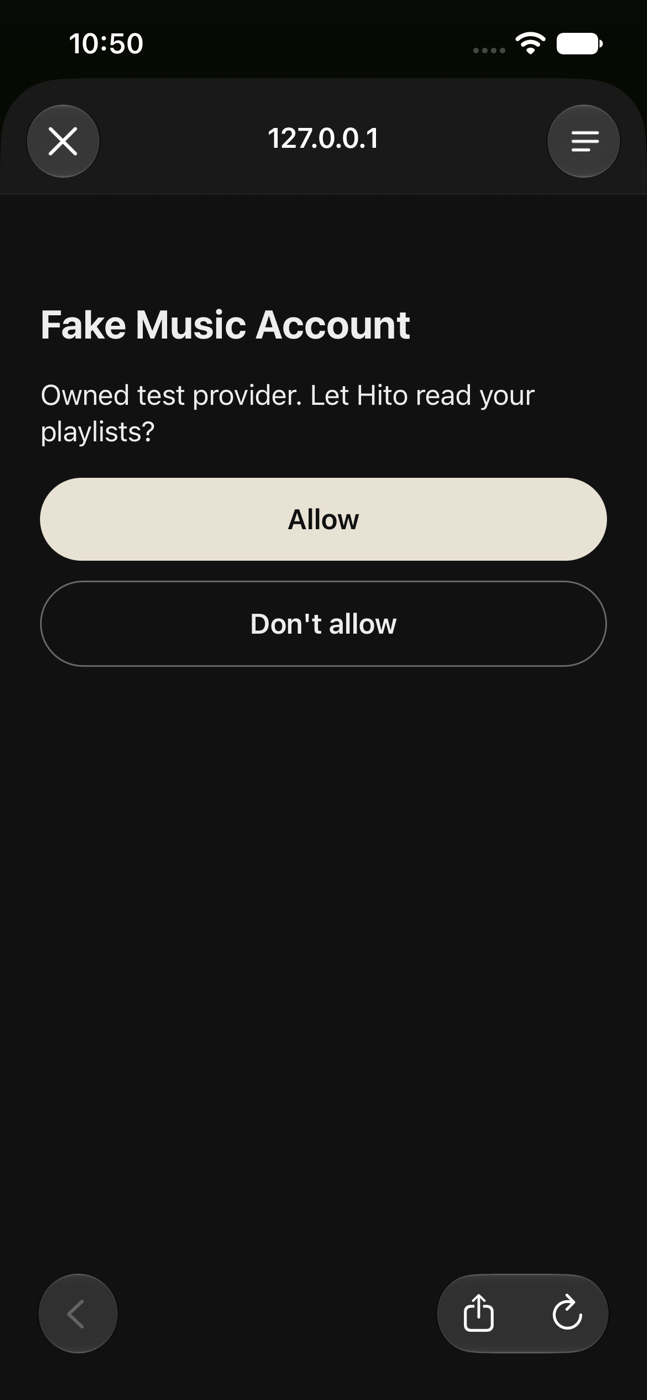 10:50
127.0.0.1
Fake Music Account
Owned test provider. Let Hito read your
playlists?
Allow
Don't allow